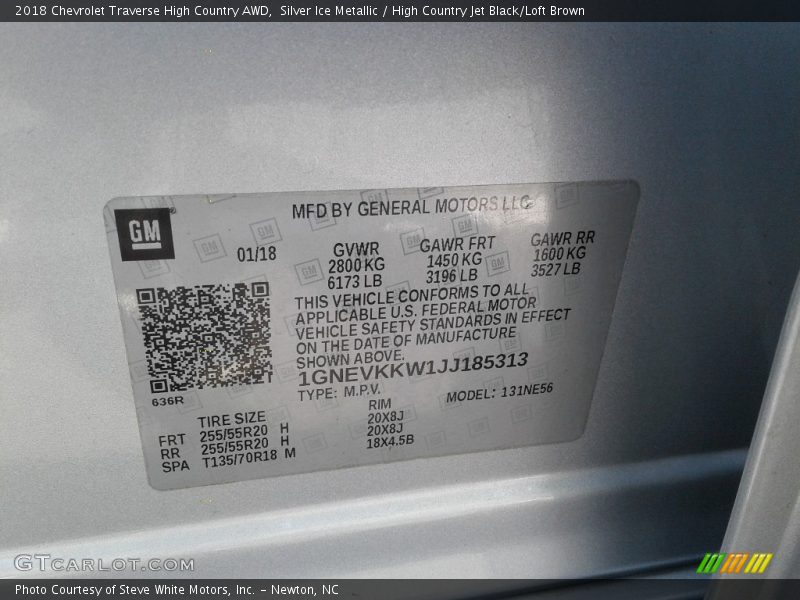 2018 Chevrolet Traverse High Country AWD,  Silver Ice Metallic / High Country Jet Black/Loft Brown
GM
MFD BY GENERAL MOTORS LLC
01/18
GVWR GAWR FRT GAWR RR
2800 KG 1450 KG 1600 KG
6173 LB 3196 LB 3527 LB
THIS VEHICLE CONFORMS TO ALL
APPLICABLE U.S. FEDERAL MOTOR
VEHICLE SAFETY STANDARDS IN EFFECT
ON THE DATE OF MANUFACTURE
SHOWN ABOVE.
1GNEVKKW1JJ185313
TYPE: M.P.V. MODEL: 131NE56
636R
TIRE SIZE RIM
FRT 255/55R20 H 20X8J
RR 255/55R20 H 20X8J
SPA T135/70R18 M 18X4.5B
GTCarLot.com
Photo Courtesy of Steve White Motors, Inc. – Newton, NC